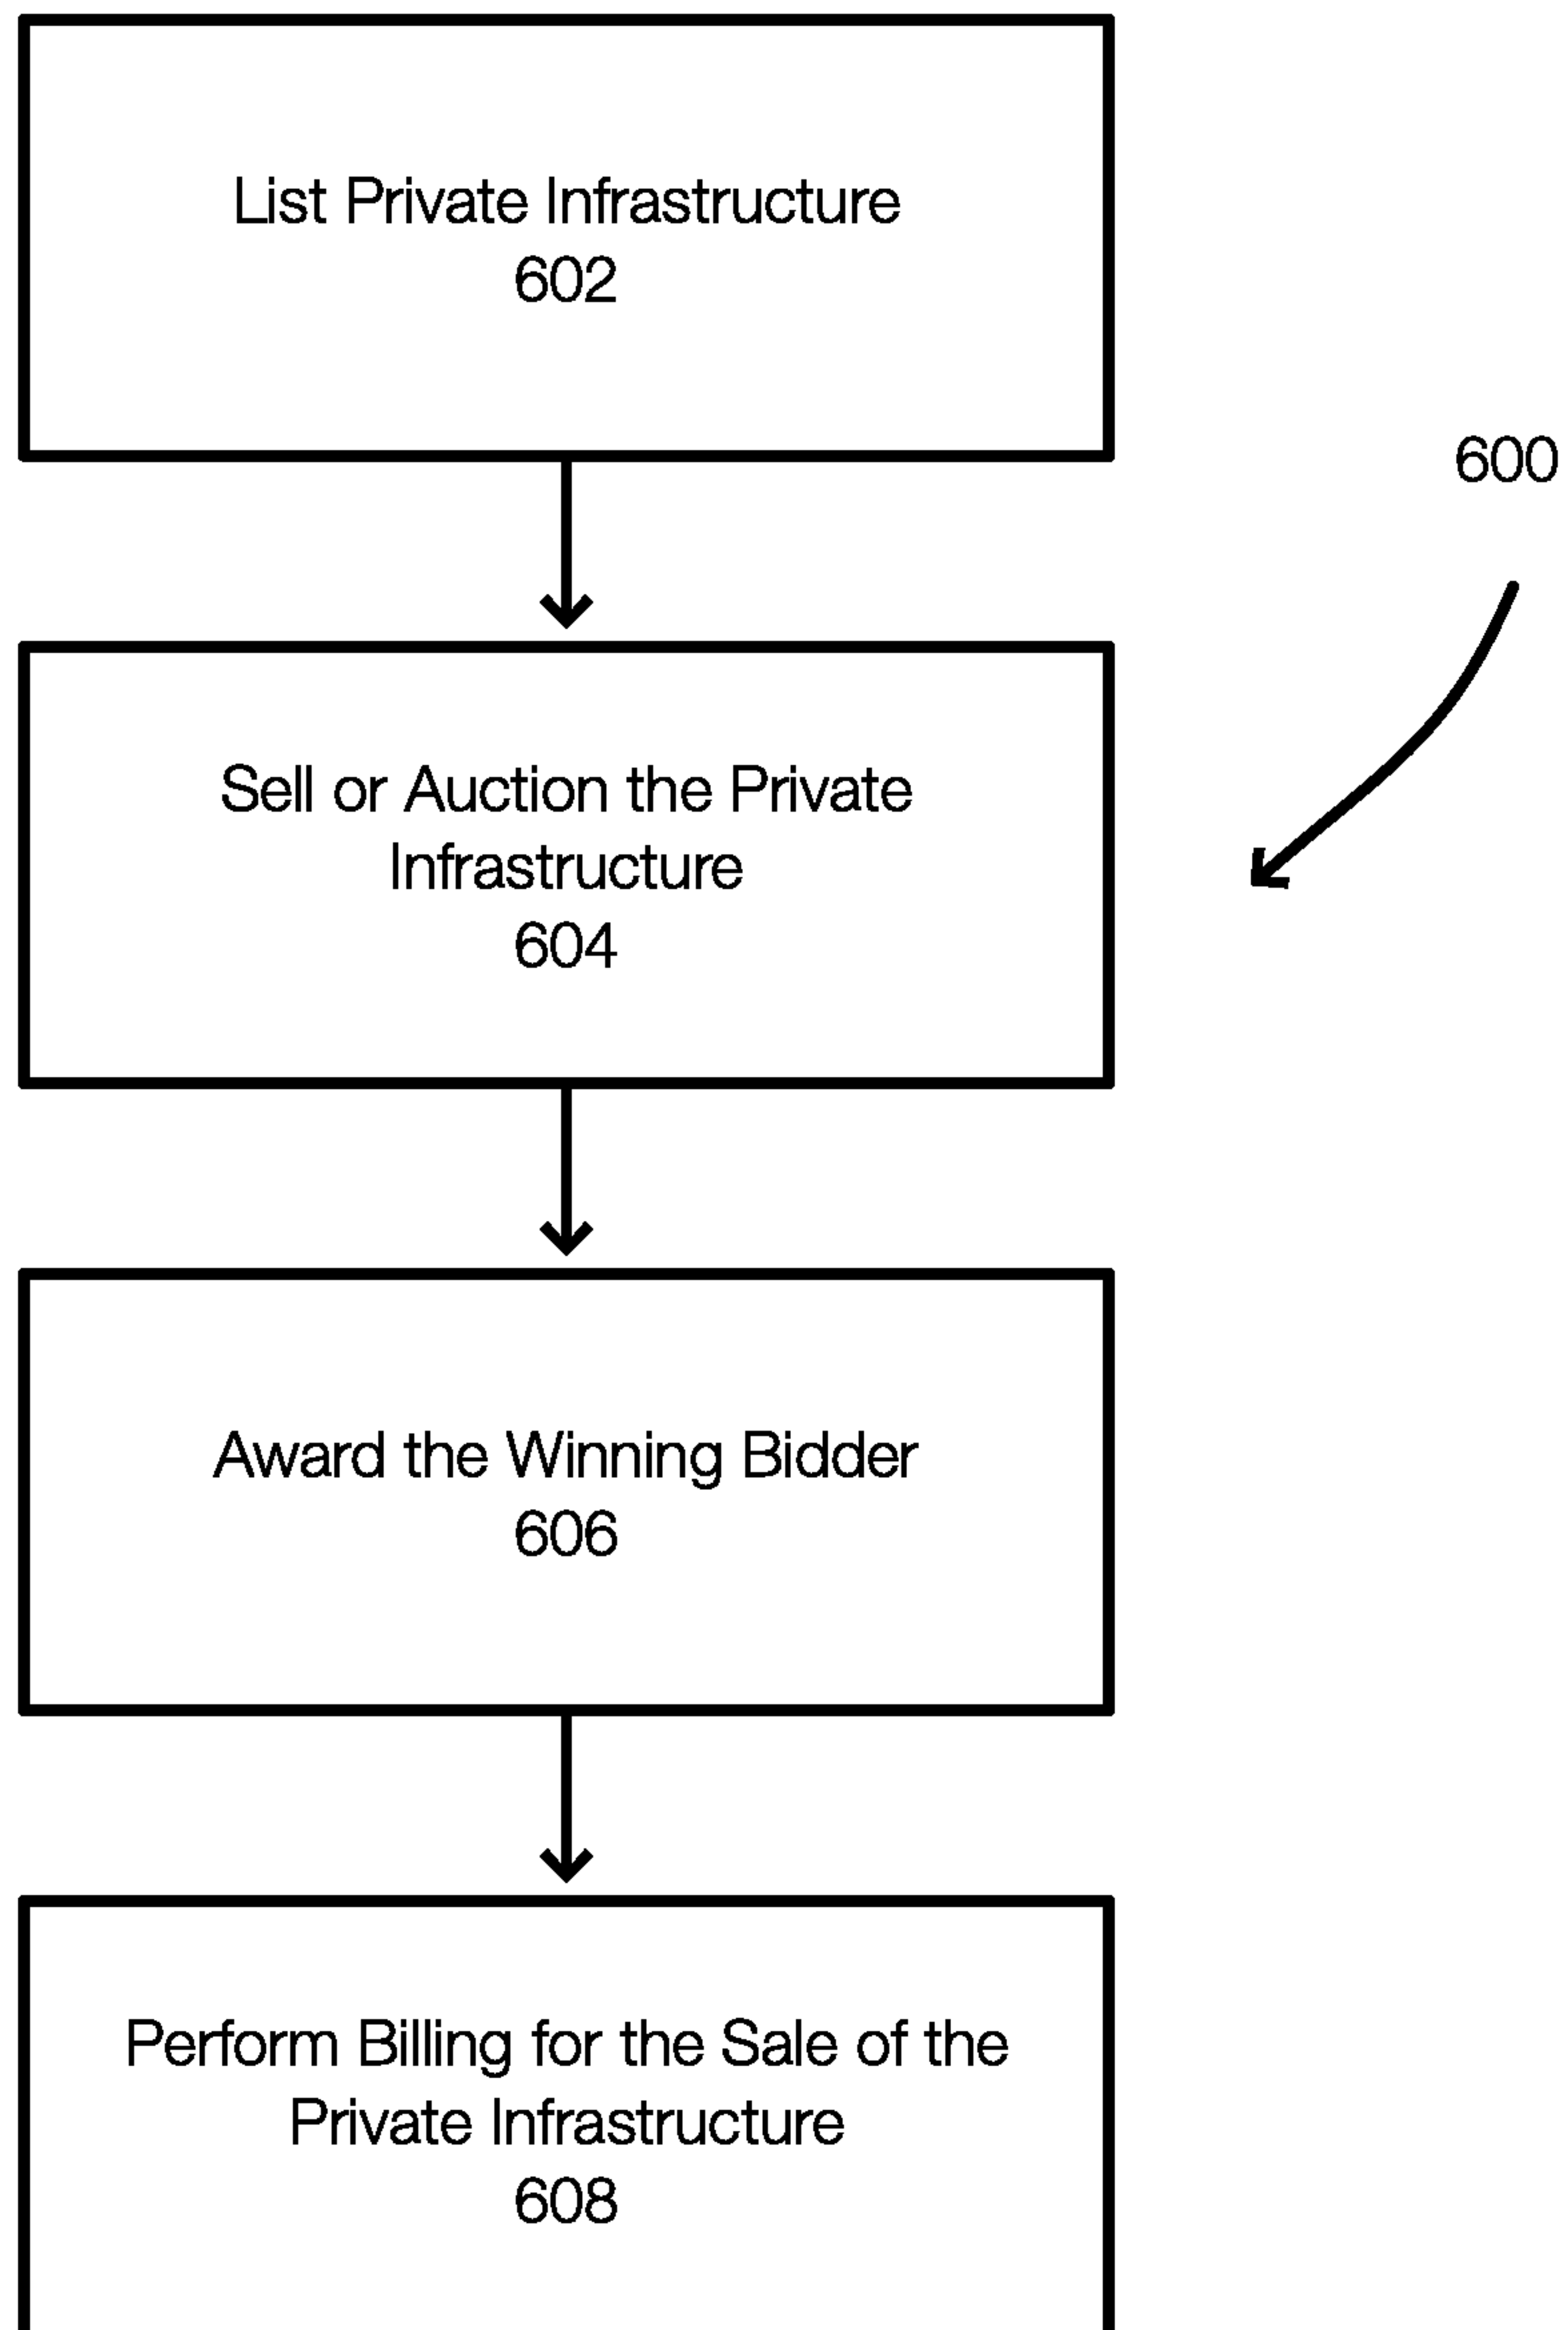 List Private Infrastructure
602
600
Sell or Auction the Private
Infrastructure
604
Award the Winning Bidder
606
Perform Billing for the Sale of the
Private Infrastructure
608